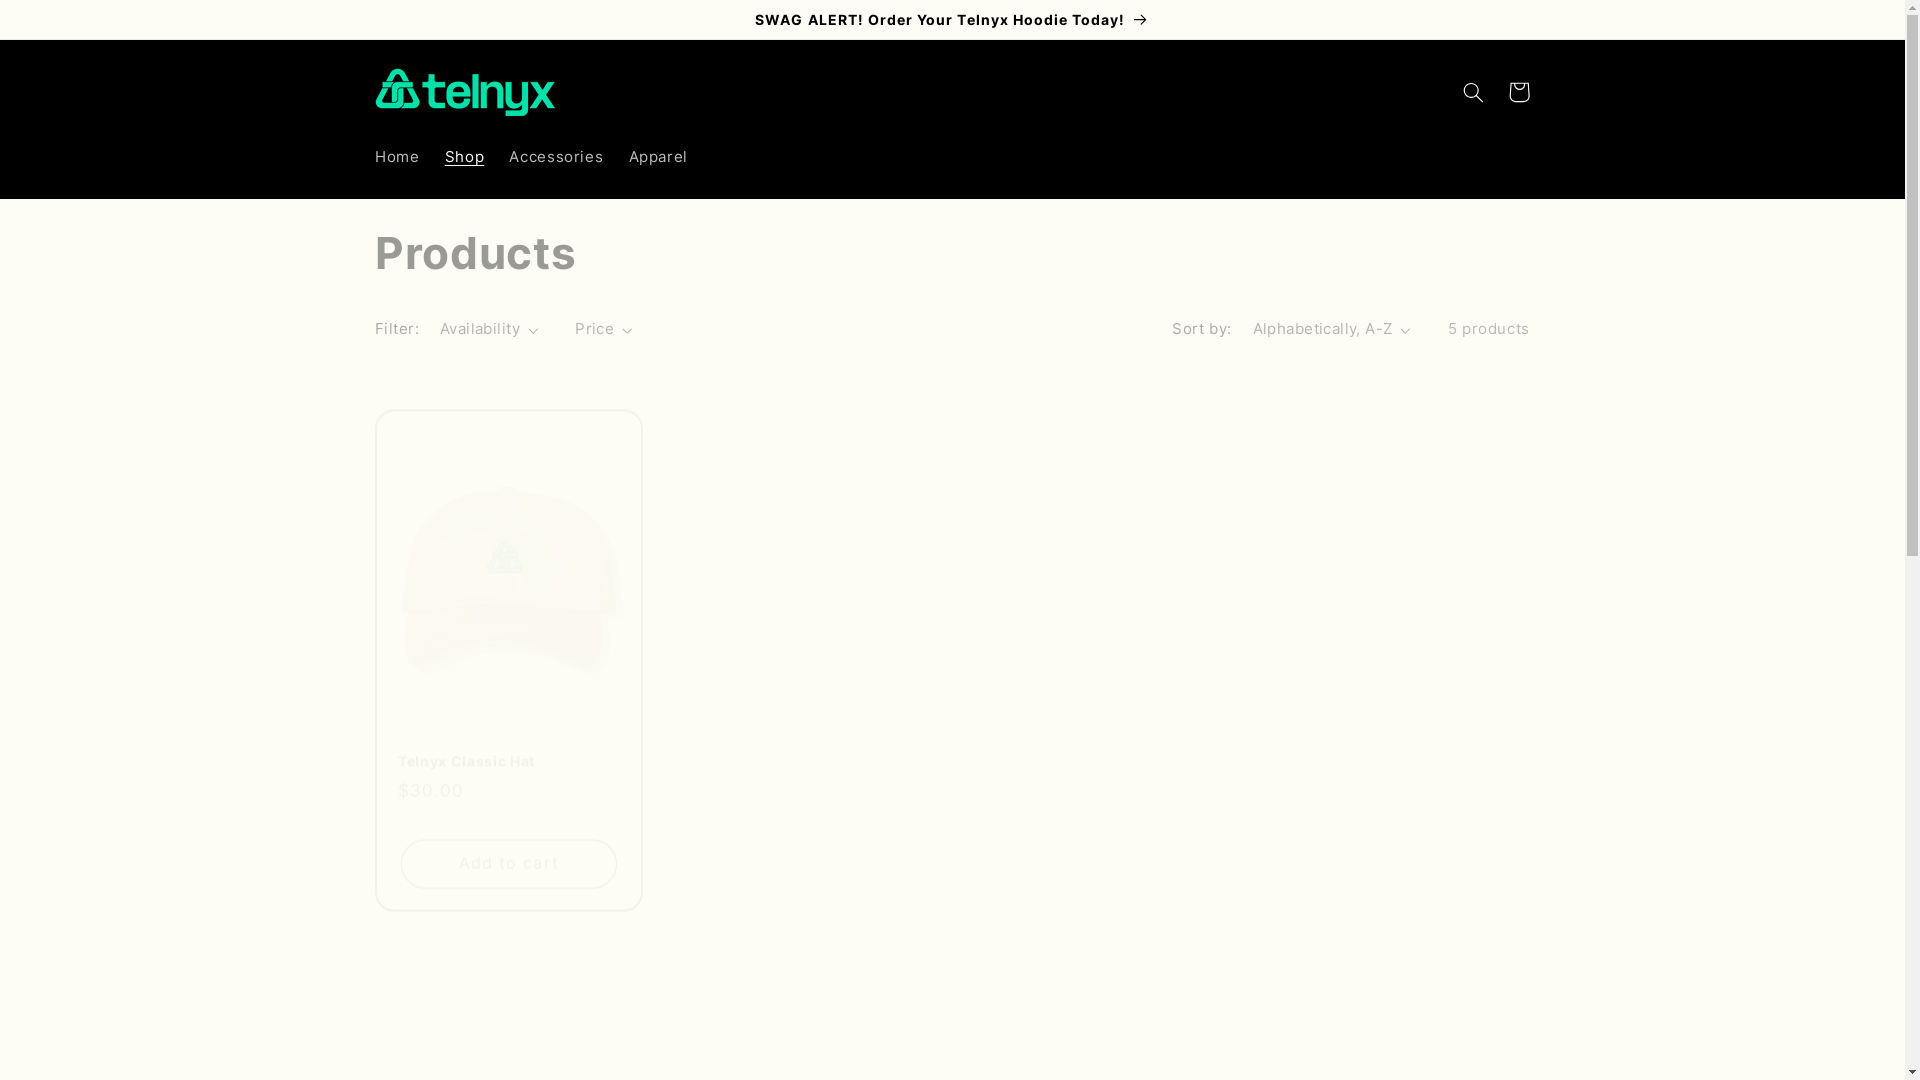 SWAG ALERT! Order Your Telnyx Hoodie Today!
telnyx
Home Shop Accessories Apparel
Products
Filter: Availability Price Sort by: Alphabetically, A-Z 5 products
Telnyx Classic Hat
$30.00
Add to cart